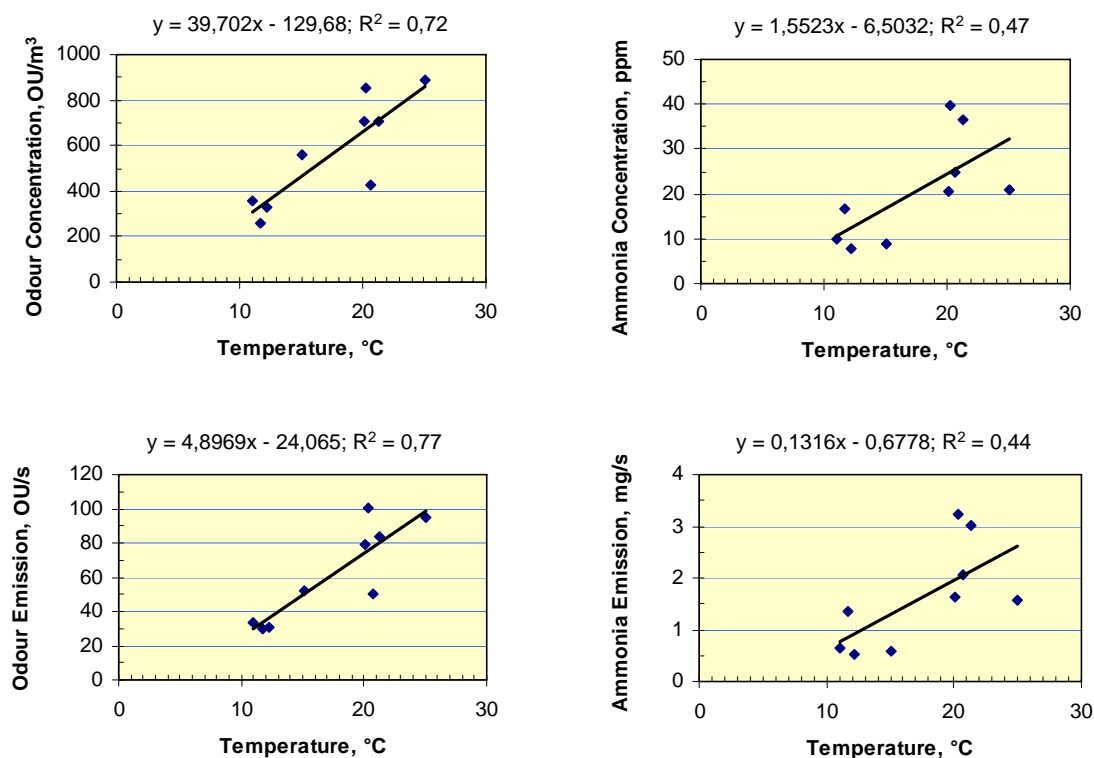 y = 39,702x - 129,68; R² = 0,72
Odour Concentration, OU/m³
1000
800
600
400
200
0
0 10 20 30
Temperature, °C
y = 1,5523x - 6,5032; R² = 0,47
Ammonia Concentration, ppm
50
40
30
20
10
0
0 10 20 30
Temperature, °C
y = 4,8969x - 24,065; R² = 0,77
Odour Emission, OU/s
120
100
80
60
40
20
0
0 10 20 30
Temperature, °C
y = 0,1316x - 0,6778; R² = 0,44
Ammonia Emission, mg/s
4
3
2
1
0
0 10 20 30
Temperature, °C